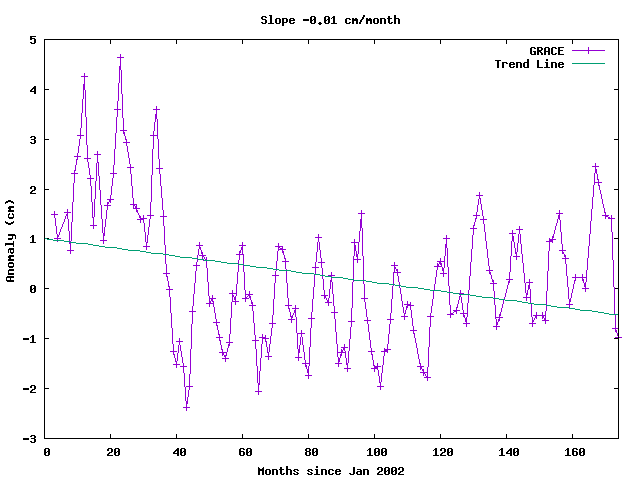 Slope -0.01 cm/month
GRACE
Trend Line
5
4
3
2
1
0
-1
-2
-3
Anomaly (cm)
0 20 40 60 80 100 120 140 160
Months since Jan 2002